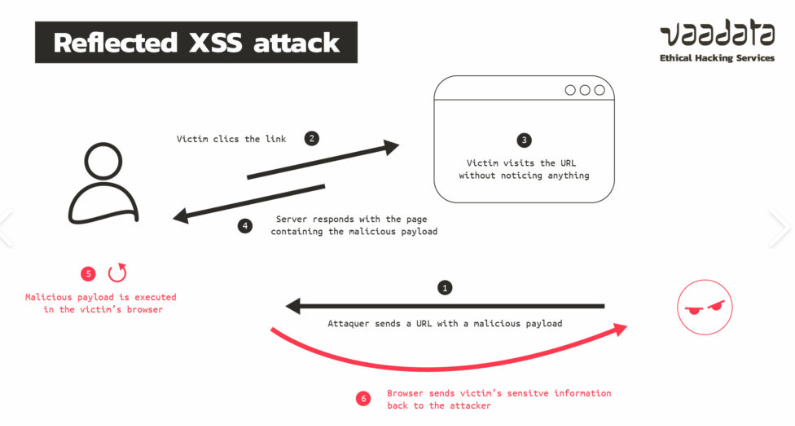 Reflected XSS attack
vaadata
Ethical Hacking Services
Victim clics the link
2
3
Victim visits the URL
without noticing anything
4
Server responds with the page
containing the malicious payload
5
Malicious payload is executed
in the victim's browser
1
Attaquer sends a URL with a malicious payload
6
Browser sends victim's sensitve information
back to the attacker